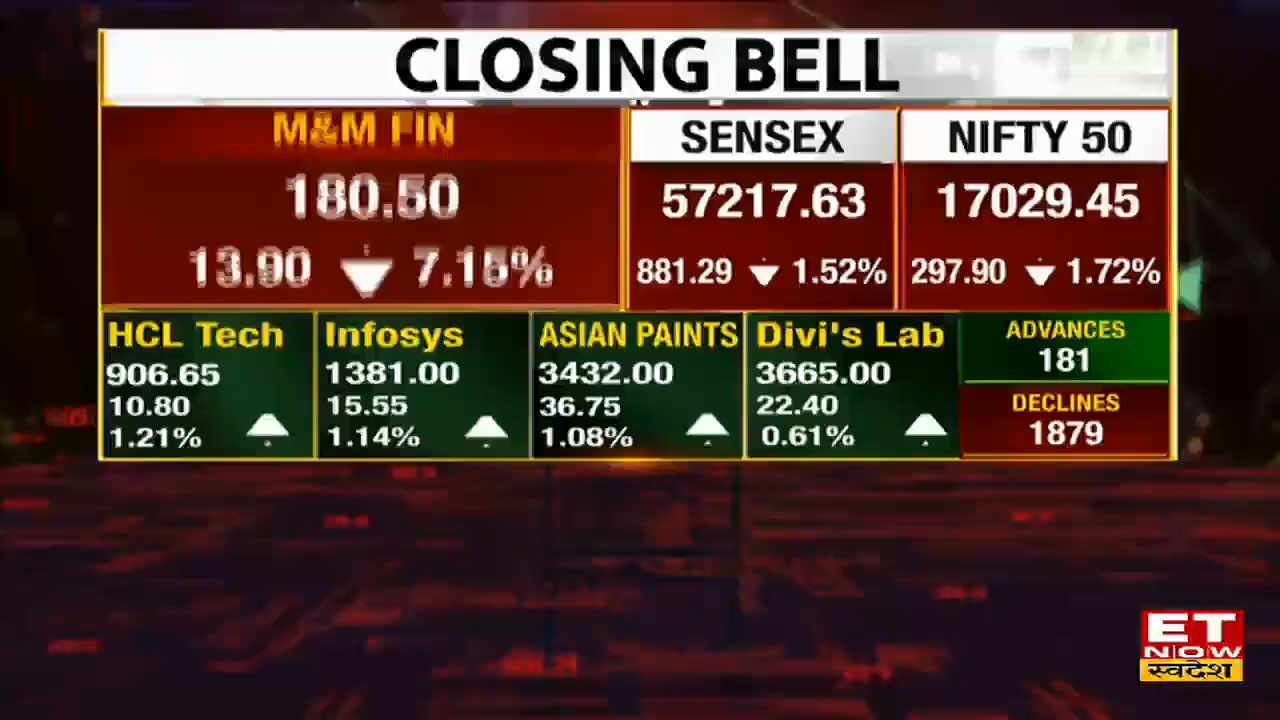 CLOSING BELL
M&M FIN
180.50
13.90 7.15%
SENSEX
57217.63
881.29 1.52%
NIFTY 50
17029.45
297.90 1.72%
HCL Tech
906.65
10.80
1.21%
Infosys
1381.00
15.55
1.14%
ASIAN PAINTS
3432.00
36.75
1.08%
Divi's Lab
3665.00
22.40
0.61%
ADVANCES
181
DECLINES
1879
ET
NOW
स्वदेश